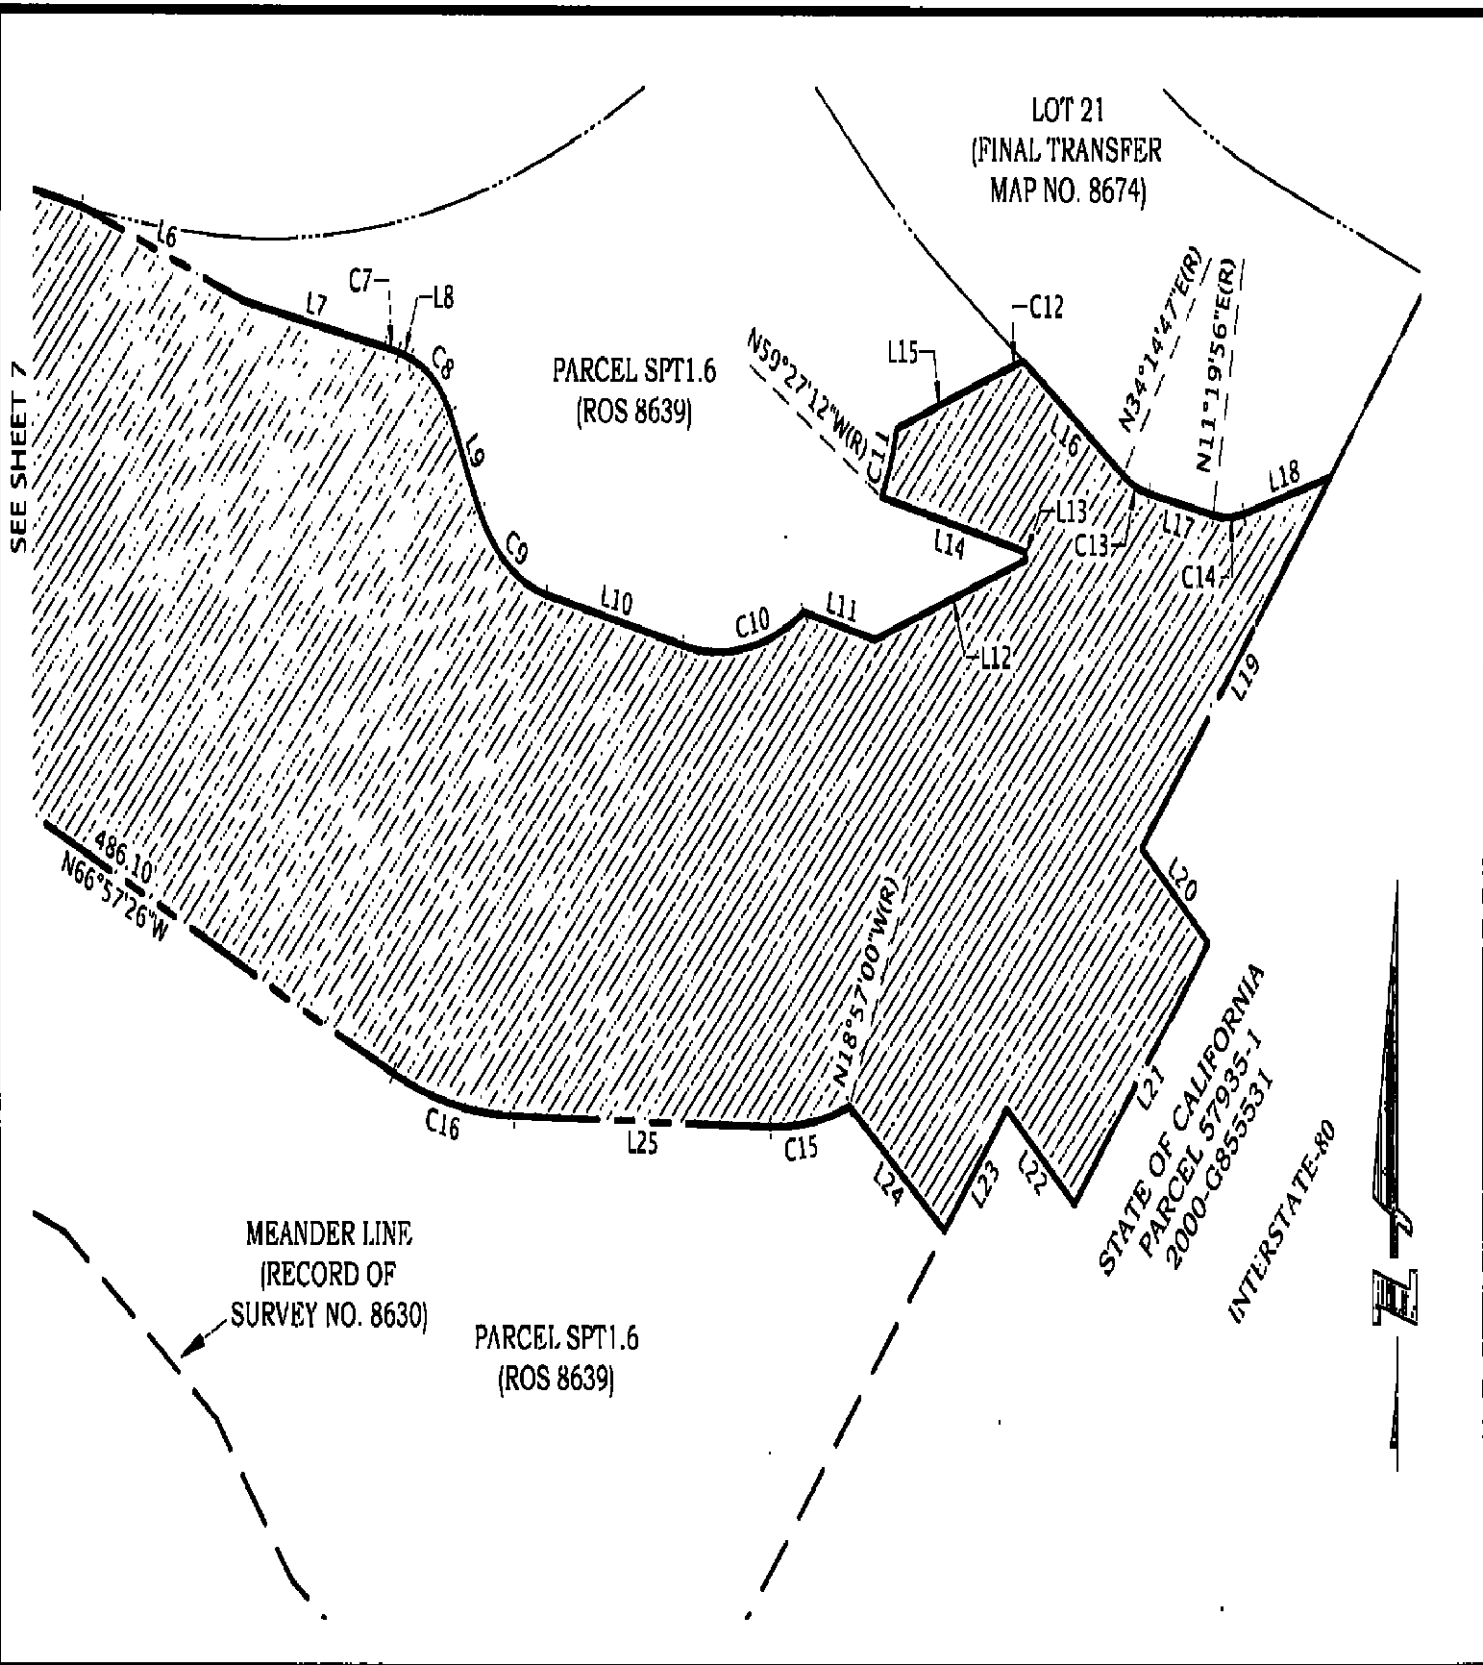 LOT 21
(FINAL TRANSFER
MAP NO. 8674)
L6
L7
C7
L8
C8
L9
C9
L10
C10
L11
L12
L13
L14
C11
L15
C12
L16
C13
L17
C14
L18
L19
L20
L21
C22
L23
L24
C15
L25
C16
PARCEL SPT1.6
(ROS 8639)
N59°27'12"W(R)
N34°14'47"E(R)
N11°19'56"E(R)
SEE SHEET 7
486.10'
N66°57'26"W
N18°57'00"W(R)
STATE OF CALIFORNIA
PARCEL 57935-1
2000-G855531
INTERSTATE-80
MEANDER LINE
(RECORD OF
SURVEY NO. 8630)
PARCEL SPT1.6
(ROS 8639)
N